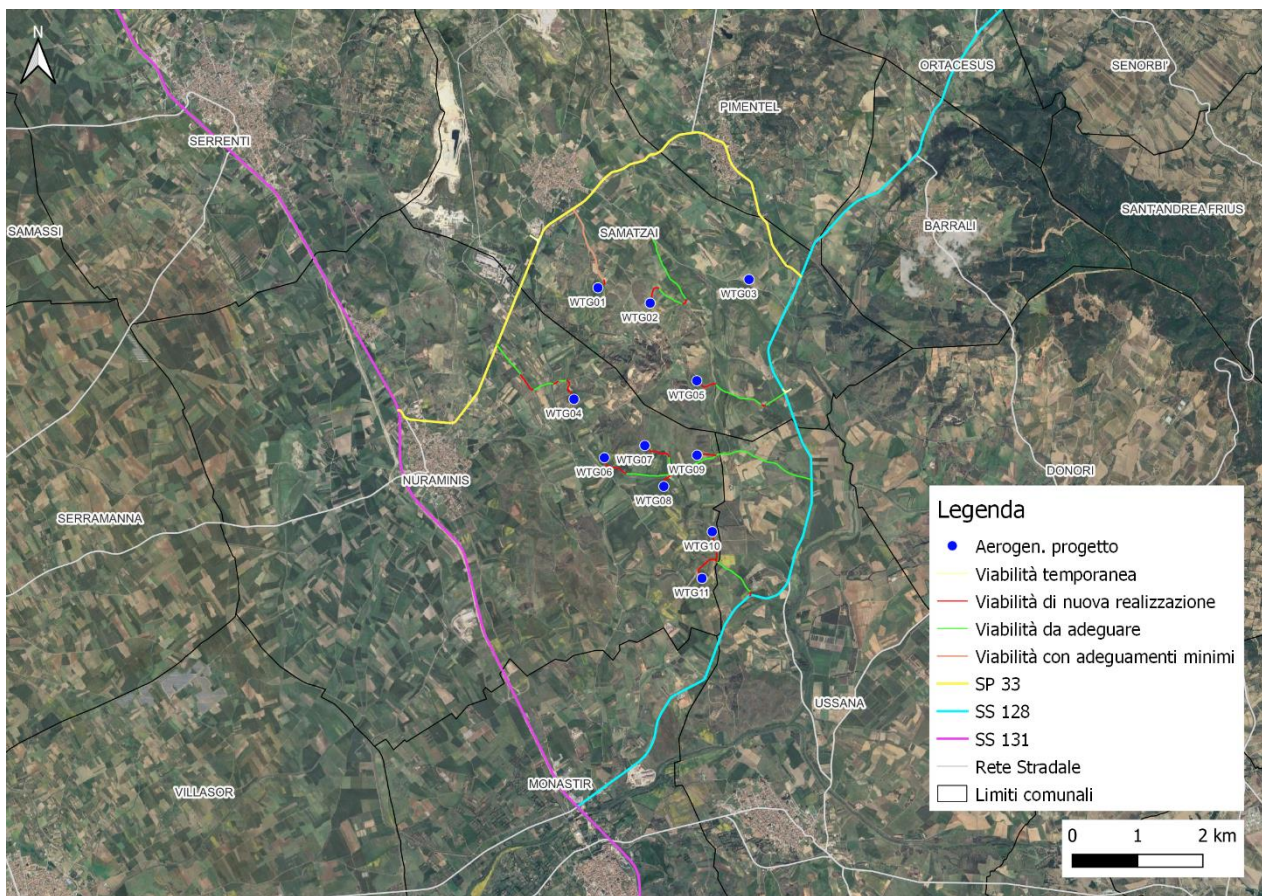 N
ORTACESUS
SENORBI'
PIMENTEL
SERRENTI
SANT'ANDREA FRIUS
SAMASSI
SAMATZAI
BARRALI
WTG01
WTG02
WTG03
WTG04
WTG05
WTG06
WTG07
WTG09
WTG08
NURAMINIS
DONORI
SERRAMANNA
WTG10
WTG11
USSANA
MONASTIR
VILLASOR
Legenda
Aerogen. progetto
Viabilità temporanea
Viabilità di nuova realizzazione
Viabilità da adeguare
Viabilità con adeguamenti minimi
SP 33
SS 128
SS 131
Rete Stradale
Limiti comunali
0 1 2 km